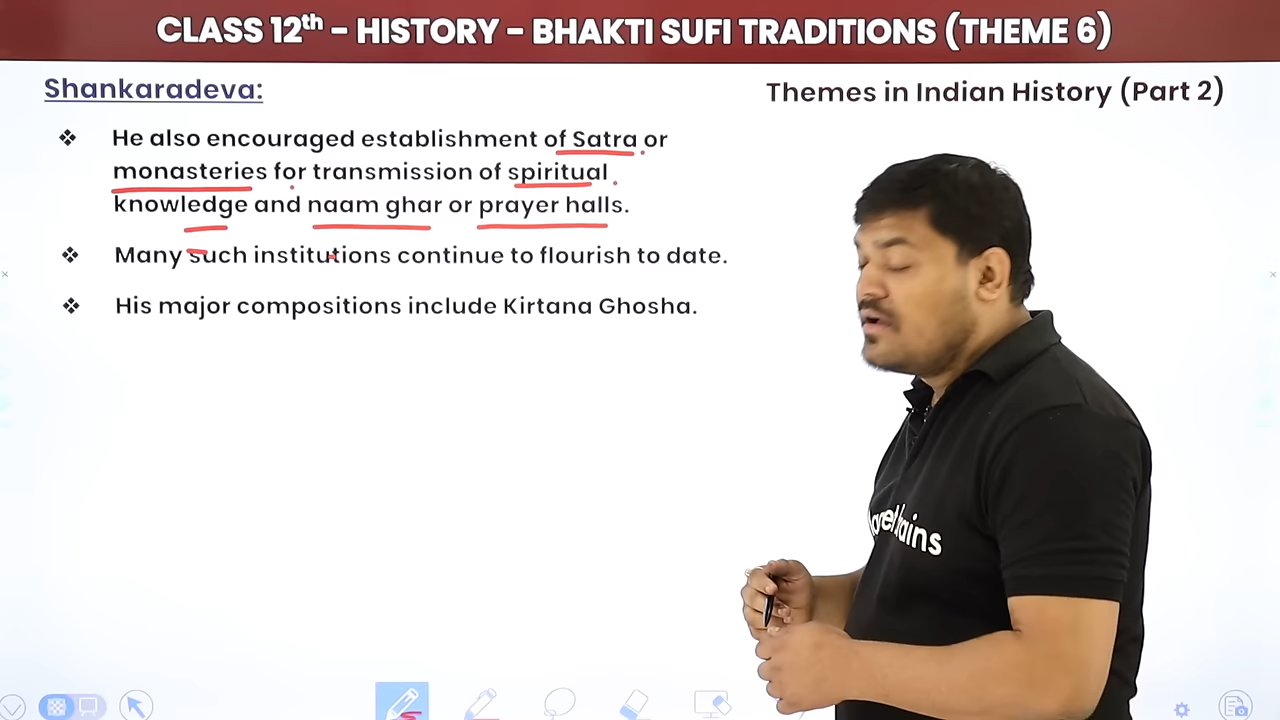 CLASS 12th - HISTORY - BHAKTI SUFI TRADITIONS (THEME 6)
Shankaradeva:
Themes in Indian History (Part 2)
❖ He also encouraged establishment of Satra or
monasteries for transmission of spiritual
knowledge and naam ghar or prayer halls.
❖ Many such institutions continue to flourish to date.
❖ His major compositions include Kirtana Ghosha.